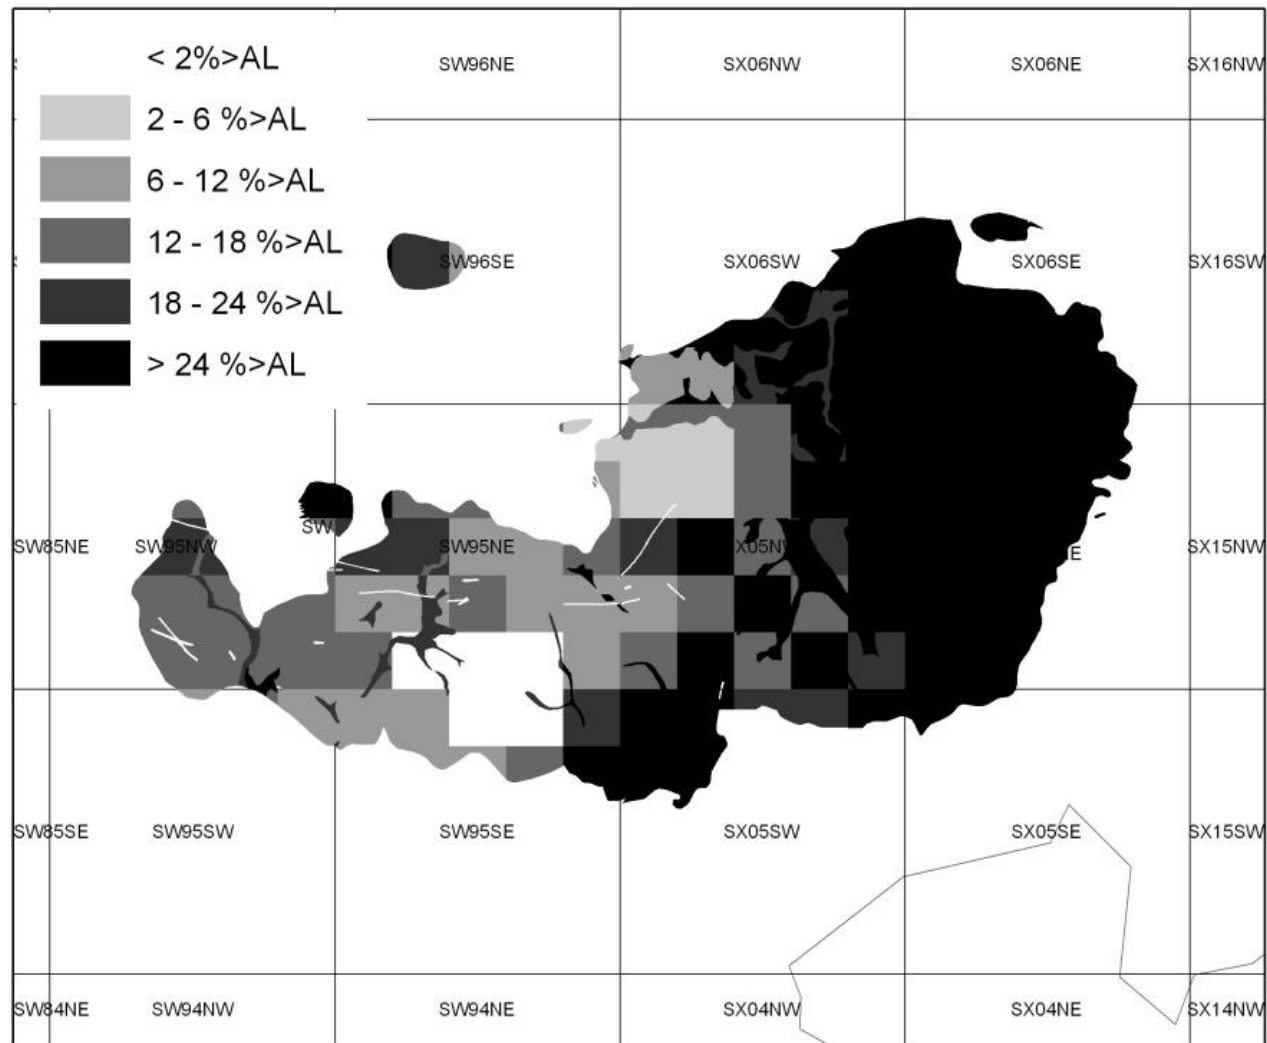 < 2%>AL
2 - 6 %>AL
6 - 12 %>AL
12 - 18 %>AL
18 - 24 %>AL
> 24 %>AL
SW96NE SX06NW SX06NE SX16NW
SW96SE SX06SW SX06SE SX16SW
SW
SW85NE SW95NW SW95NE X05N E SX15NW
SW85SE SW95SW SW95SE SX05SW SX05SE SX15SW
SW84NE SW94NW SW94NE SX04NW SX04NE SX14NW